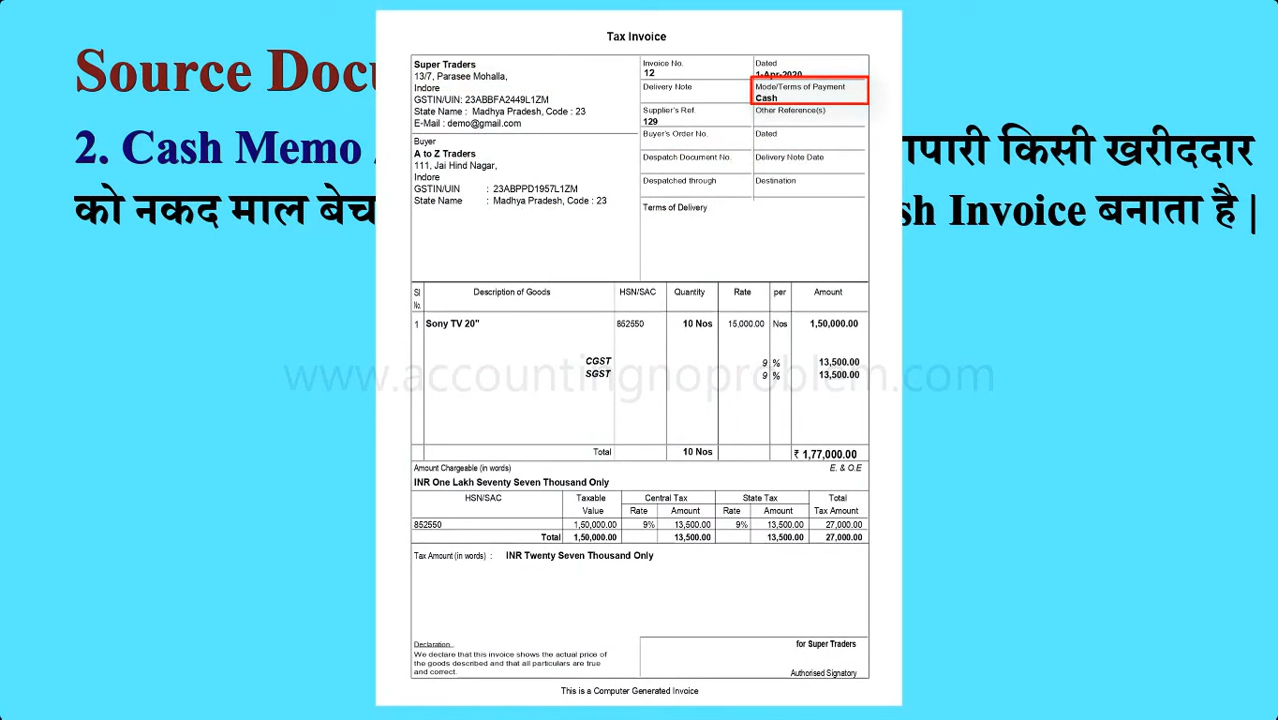 Source Docu
2. Cash Memo
ापारी किसी खरीददार
को नकद माल बेच
sh Invoice बनाता है |
Tax Invoice
Super Traders
13/7, Parasee Mohalla,
Indore
GSTIN/UIN: 23ABBFA2449L1ZM
State Name : Madhya Pradesh, Code : 23
E-Mail : demo@gmail.com
Invoice No.
12
Dated
1-Apr-2020
Delivery Note
Mode/Terms of Payment
Cash
Supplier's Ref.
129
Other Reference(s)
Buyer
A to Z Traders
111, Jai Hind Nagar,
Indore
GSTIN/UIN : 23ABPPD1957L1ZM
State Name : Madhya Pradesh, Code : 23
Buyer's Order No.
Dated
Despatch Document No.
Delivery Note Date
Despatched through
Destination
Terms of Delivery
Sl No. Description of Goods HSN/SAC Quantity Rate per Amount
1 Sony TV 20" 852550 10 Nos 15,000.00 Nos 1,50,000.00
CGST 9 % 13,500.00
SGST 9 % 13,500.00
www.accountingnoproblem.com
Total 10 Nos ₹ 1,77,000.00
Amount Chargeable (in words) E. & O.E
INR One Lakh Seventy Seven Thousand Only
HSN/SAC Taxable Central Tax State Tax Total
Value Rate Amount Rate Amount Tax Amount
852550 1,50,000.00 9% 13,500.00 9% 13,500.00 27,000.00
Total 1,50,000.00 13,500.00 13,500.00 27,000.00
Tax Amount (in words) : INR Twenty Seven Thousand Only
Declaration
We declare that this invoice shows the actual price of
the goods described and that all particulars are true
and correct.
for Super Traders
Authorised Signatory
This is a Computer Generated Invoice